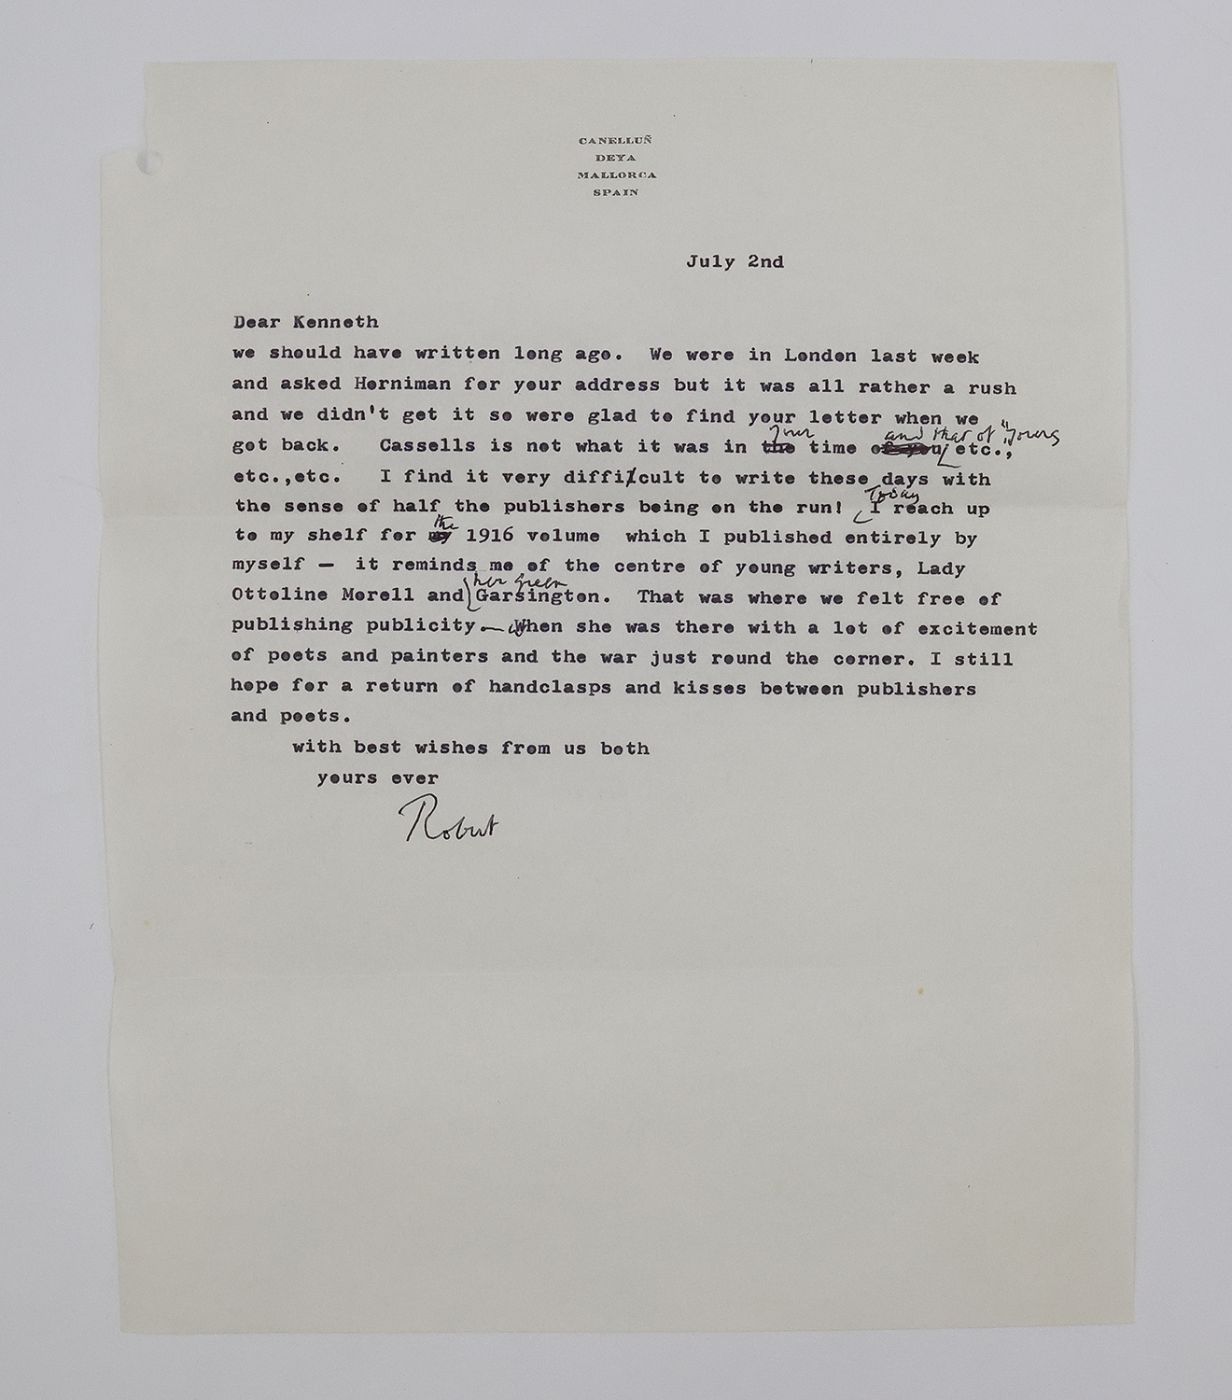 CANELLUÑ
DEYA
MALLORCA
SPAIN
July 2nd
Dear Kenneth
we should have written long ago. We were in London last week
and asked Horniman for your address but it was all rather a rush
and we didn't get it so were glad to find your letter when we
your and that of "yours
got back. Cassells is not what it was in the time etc.,
etc.,etc. I find it very difficult to write these days with
Today
the sense of half the publishers being on the run! I reach up
the
to my shelf for my 1916 volume which I published entirely by
myself — it reminds me of the centre of young writers, Lady
her green
Ottoline Morell and Garsington. That was where we felt free of
publishing publicity — When she was there with a lot of excitement
of poets and painters and the war just round the corner. I still
hope for a return of handclasps and kisses between publishers
and poets.
with best wishes from us both
yours ever
Robert